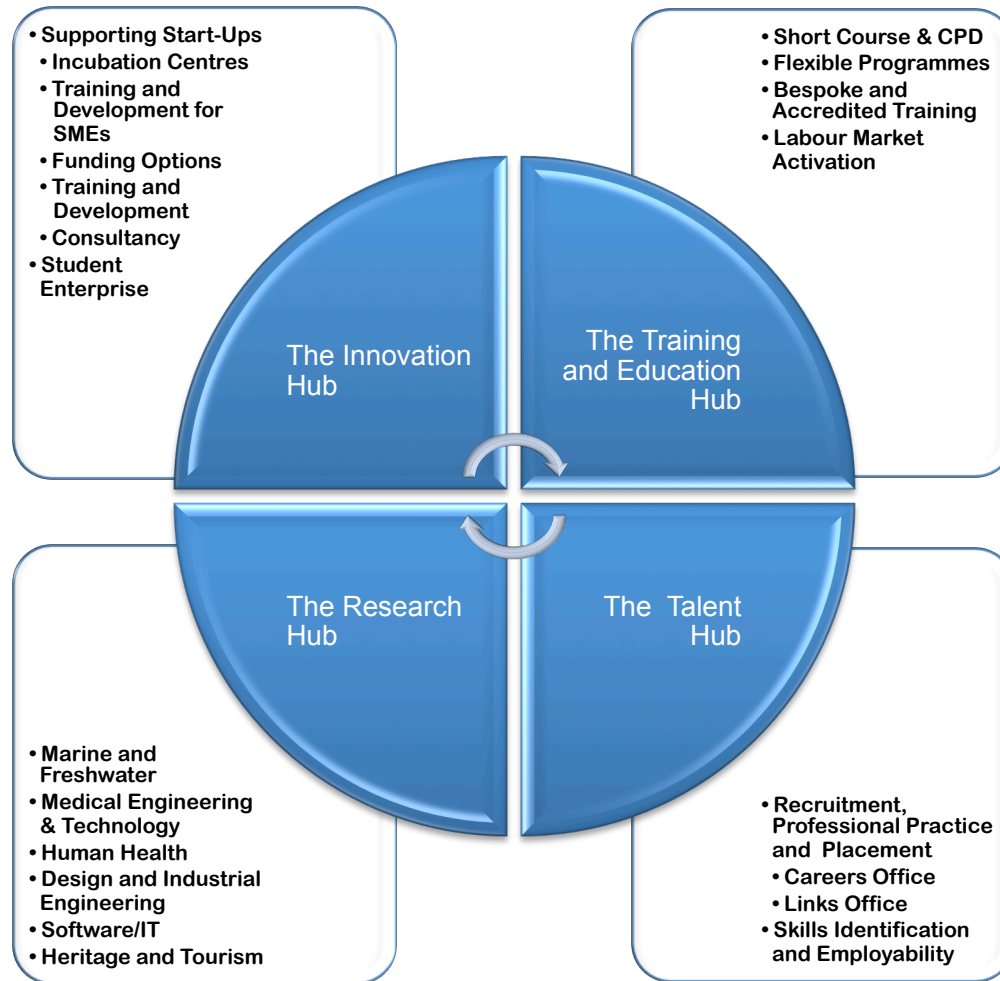 • Supporting Start-Ups
• Incubation Centres
• Training and
Development for
SMEs
• Funding Options
• Training and
Development
• Consultancy
• Student
Enterprise
• Short Course & CPD
• Flexible Programmes
• Bespoke and
Accredited Training
• Labour Market
Activation
The Innovation
Hub
The Training
and Education
Hub
The Research
Hub
The Talent
Hub
• Marine and
Freshwater
• Medical Engineering
& Technology
• Human Health
• Design and Industrial
Engineering
• Software/IT
• Heritage and Tourism
• Recruitment,
Professional Practice
and Placement
• Careers Office
• Links Office
• Skills Identification
and Employability